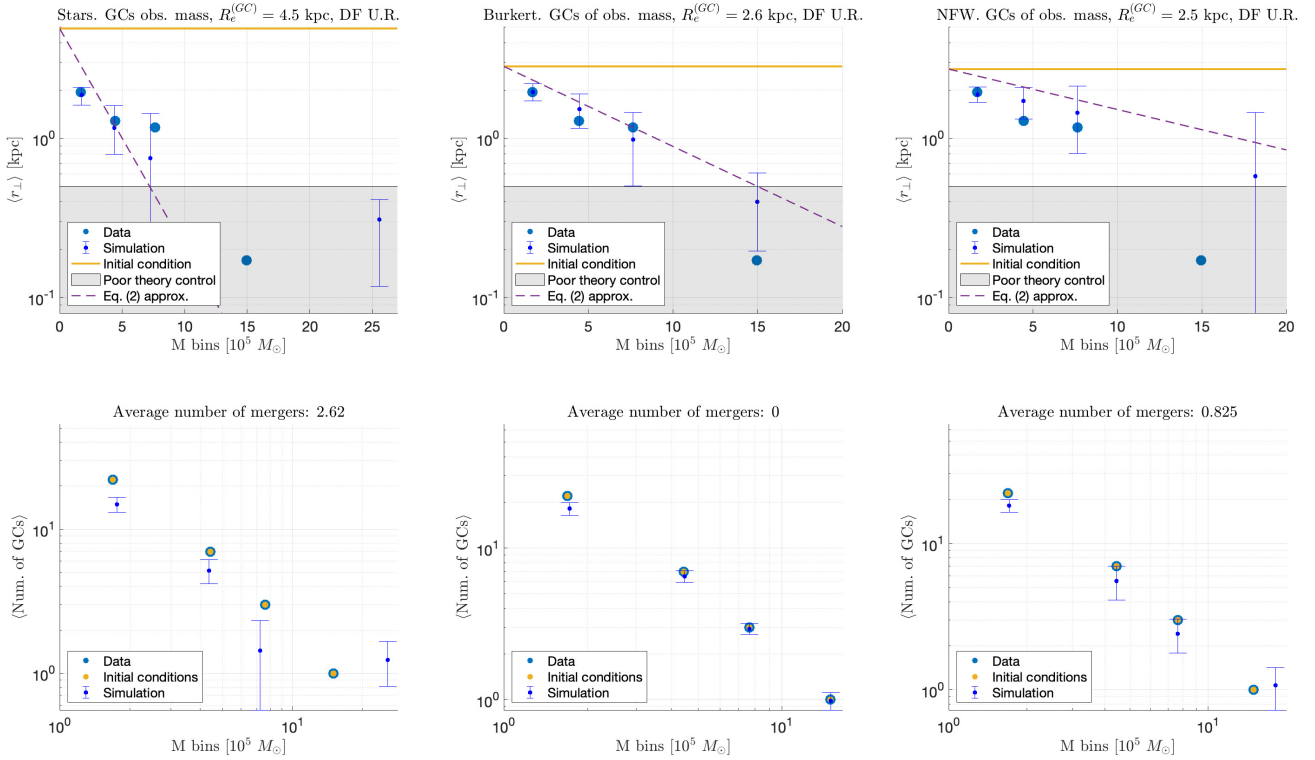 Stars. GCs of obs. mass, $R_e^{(GC)} = 4.5$ kpc, DF U.R.
10^0
10^{-1}
⟨r_⊥⟩ [kpc]
Data
Simulation
Initial condition
Poor theory control
Eq. (2) approx.
0 5 10 15 20 25
M bins [10^5 M_⊙]
Burkert. GCs of obs. mass, $R_e^{(GC)} = 2.6$ kpc, DF U.R.
10^0
10^{-1}
⟨r_⊥⟩ [kpc]
Data
Simulation
Initial condition
Poor theory control
Eq. (2) approx.
0 5 10 15 20
M bins [10^5 M_⊙]
NFW. GCs of obs. mass, $R_e^{(GC)} = 2.5$ kpc, DF U.R.
10^0
10^{-1}
⟨r_⊥⟩ [kpc]
Data
Simulation
Initial condition
Poor theory control
Eq. (2) approx.
0 5 10 15 20
M bins [10^5 M_⊙]
Average number of mergers: 2.62
10^1
10^0
⟨Num. of GCs⟩
Data
Initial conditions
Simulation
10^0 10^1
M bins [10^5 M_⊙]
Average number of mergers: 0
10^1
10^0
⟨Num. of GCs⟩
Data
Initial conditions
Simulation
10^0 10^1
M bins [10^5 M_⊙]
Average number of mergers: 0.825
10^1
10^0
⟨Num. of GCs⟩
Data
Initial conditions
Simulation
10^0 10^1
M bins [10^5 M_⊙]